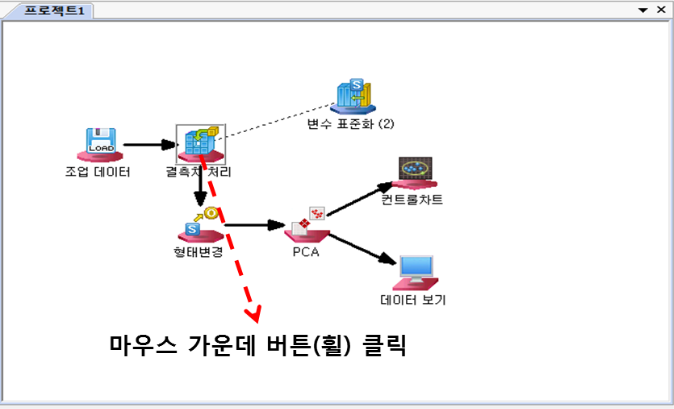 프로젝트1
S
변수 표준화 (2)
LOAD
조업 데이터
결측치 처리
컨트롤차트
S
형태변경
PCA
데이터 보기
마우스 가운데 버튼(휠) 클릭